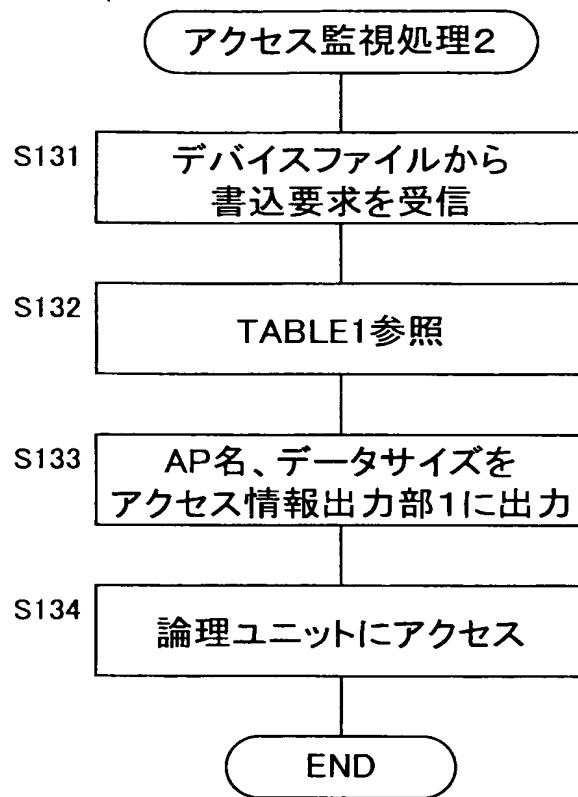 アクセス監視処理2
S131
デバイスファイルから
書込要求を受信
S132
TABLE1参照
S133
AP名、データサイズを
アクセス情報出力部1に出力
S134
論理ユニットにアクセス
END